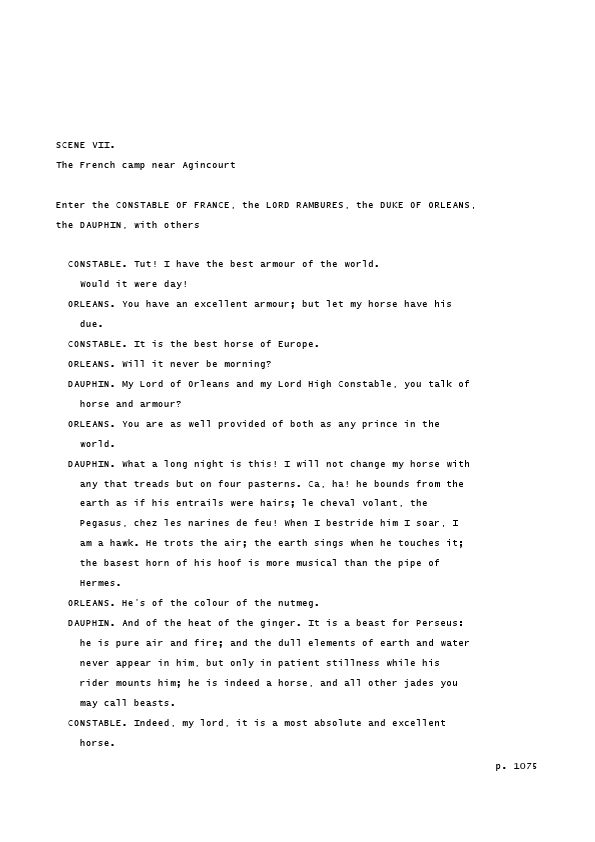 SCENE VII.
The French camp near Agincourt
Enter the CONSTABLE OF FRANCE, the LORD RAMBURES, the DUKE OF ORLEANS,
the DAUPHIN, with others
CONSTABLE. Tut! I have the best armour of the world.
Would it were day!
ORLEANS. You have an excellent armour; but let my horse have his
due.
CONSTABLE. It is the best horse of Europe.
ORLEANS. Will it never be morning?
DAUPHIN. My Lord of Orleans and my Lord High Constable, you talk of
horse and armour?
ORLEANS. You are as well provided of both as any prince in the
world.
DAUPHIN. What a long night is this! I will not change my horse with
any that treads but on four pasterns. Ca, ha! he bounds from the
earth as if his entrails were hairs; le cheval volant, the
Pegasus, chez les narines de feu! When I bestride him I soar, I
am a hawk. He trots the air; the earth sings when he touches it;
the basest horn of his hoof is more musical than the pipe of
Hermes.
ORLEANS. He's of the colour of the nutmeg.
DAUPHIN. And of the heat of the ginger. It is a beast for Perseus:
he is pure air and fire; and the dull elements of earth and water
never appear in him, but only in patient stillness while his
rider mounts him; he is indeed a horse, and all other jades you
may call beasts.
CONSTABLE. Indeed, my lord, it is a most absolute and excellent
horse.
p. 1075